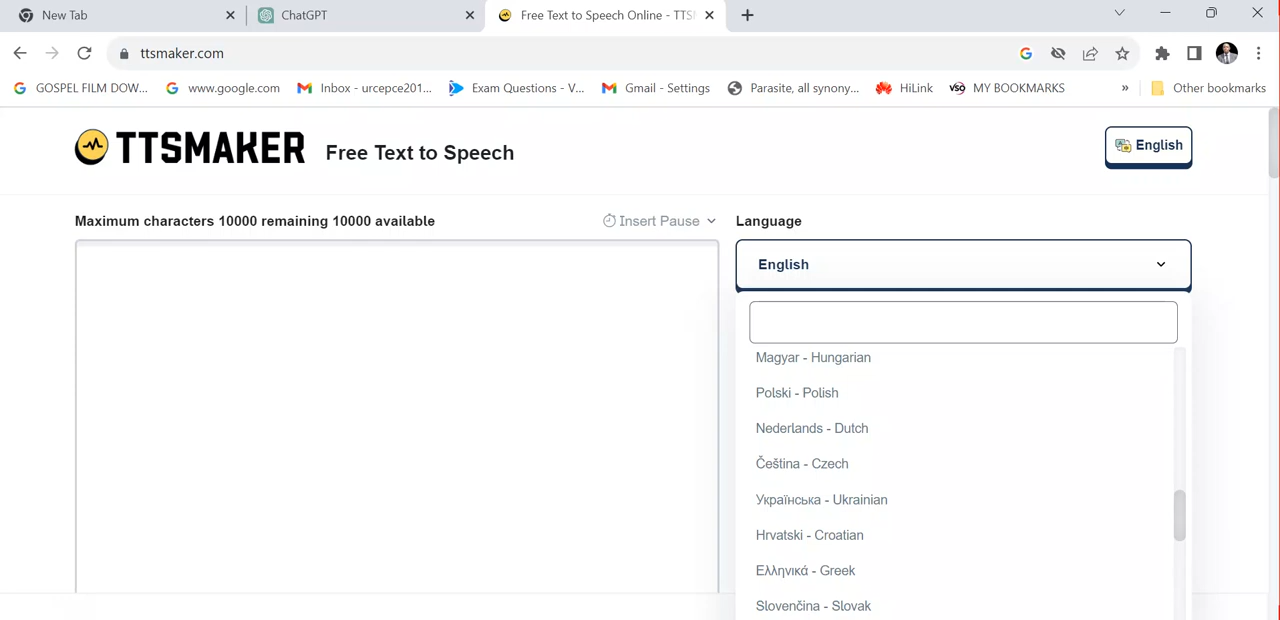 New Tab
ChatGPT
Free Text to Speech Online - TTS
ttsmaker.com
GOSPEL FILM DOW...
www.google.com
Inbox - urcepce201...
Exam Questions - V...
Gmail - Settings
Parasite, all synony...
HiLink
VSO MY BOOKMARKS
»
Other bookmarks
TTSMAKER Free Text to Speech
English
Maximum characters 10000 remaining 10000 available
Insert Pause
Language
English
Magyar - Hungarian
Polski - Polish
Nederlands - Dutch
Čeština - Czech
Українська - Ukrainian
Hrvatski - Croatian
Ελληνικά - Greek
Slovenčina - Slovak